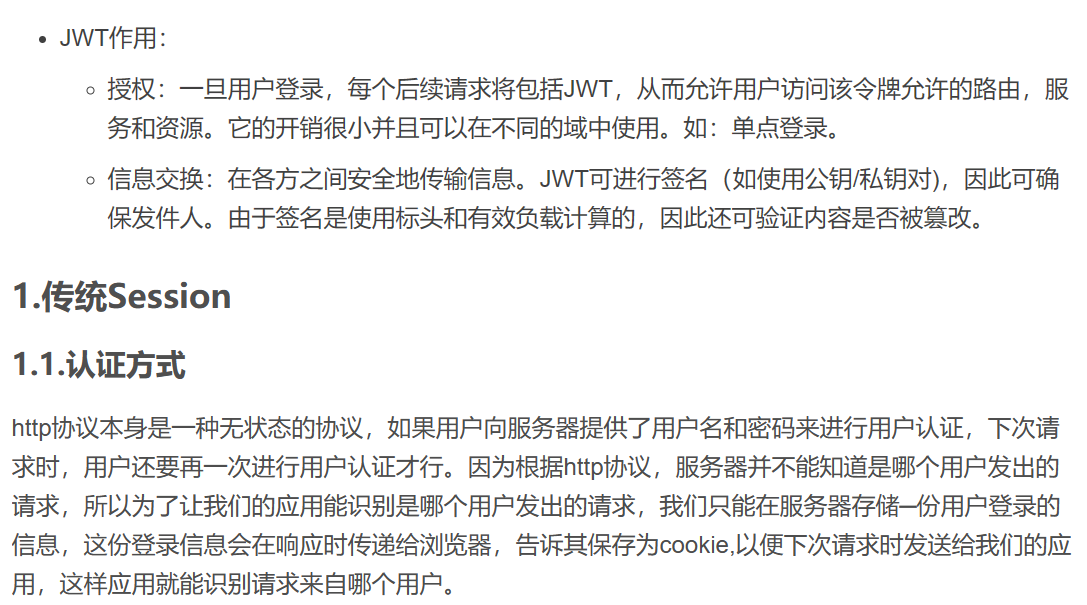 • JWT作用：
◦ 授权：一旦用户登录，每个后续请求将包括JWT，从而允许用户访问该令牌允许的路由，服
务和资源。它的开销很小并且可以在不同的域中使用。如：单点登录。
◦ 信息交换：在各方之间安全地传输信息。JWT可进行签名（如使用公钥/私钥对)，因此可确
保发件人。由于签名是使用标头和有效负载计算的，因此还可验证内容是否被篡改。
1.传统Session
1.1.认证方式
http协议本身是一种无状态的协议，如果用户向服务器提供了用户名和密码来进行用户认证，下次请
求时，用户还要再一次进行用户认证才行。因为根据http协议，服务器并不能知道是哪个用户发出的
请求，所以为了让我们的应用能识别是哪个用户发出的请求，我们只能在服务器存储─份用户登录的
信息，这份登录信息会在响应时传递给浏览器，告诉其保存为cookie,以便下次请求时发送给我们的应
用，这样应用就能识别请求来自哪个用户。